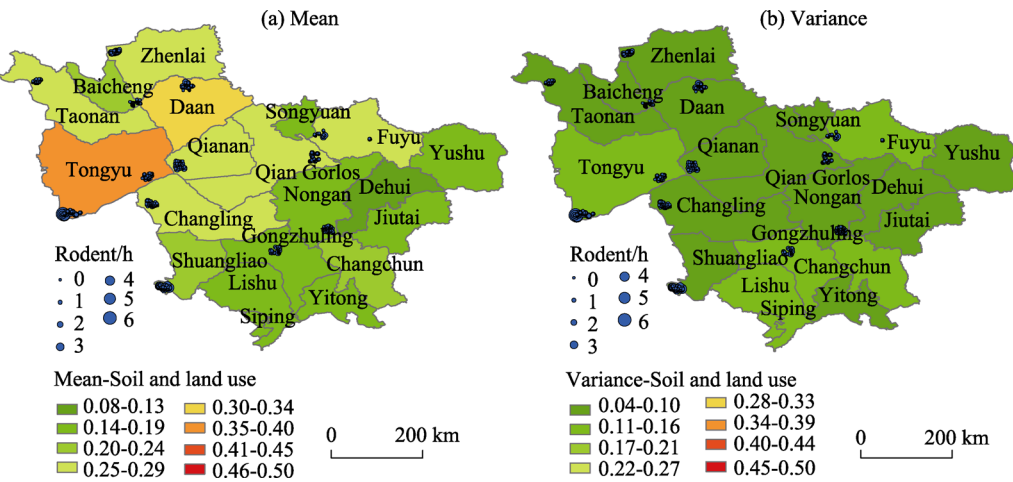 (a) Mean
Zhenlai
Baicheng
Taonan
Daan
Songyuan
Fuyu
Qianan
Yushu
Tongyu
Qian Gorlos
Dehui
Nongan
Changling
Jiutai
Gongzhuling
Shuangliao
Changchun
Lishu
Yitong
Siping
Rodent/h
0 4
1 5
2 6
3
Mean-Soil and land use
0.08-0.13 0.30-0.34
0.14-0.19 0.35-0.40
0.20-0.24 0.41-0.45
0.25-0.29 0.46-0.50
0 200 km
(b) Variance
Zhenlai
Baicheng
Taonan
Daan
Songyuan
Fuyu
Qianan
Yushu
Tongyu
Qian Gorlos
Dehui
Nongan
Changling
Jiutai
Gongzhuling
Shuangliao
Changchun
Lishu
Yitong
Siping
Rodent/h
0 4
1 5
2 6
3
Variance-Soil and land use
0.04-0.10 0.28-0.33
0.11-0.16 0.34-0.39
0.17-0.21 0.40-0.44
0.22-0.27 0.45-0.50
0 200 km